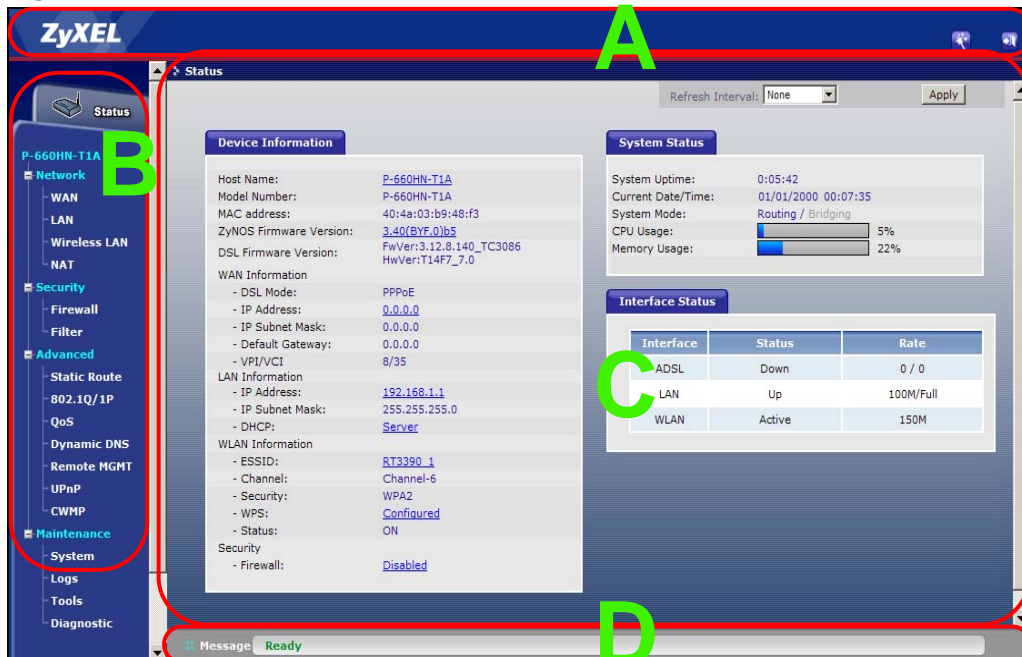 ZyXEL
A
Status
Refresh Interval: None
Apply
Status
B
P-660HN-T1A
Network
WAN
LAN
Wireless LAN
NAT
Security
Firewall
Filter
Advanced
Static Route
802.1Q/1P
QoS
Dynamic DNS
Remote MGMT
UPnP
CWMP
Maintenance
System
Logs
Tools
Diagnostic
Device Information
Host Name: P-660HN-T1A
Model Number: P-660HN-T1A
MAC address: 40:4a:03:b9:48:f3
ZyNOS Firmware Version: 3.40(BYF.0)b5
DSL Firmware Version: FwVer:3.12.8.140_TC3086
HwVer:T14F7_7.0
WAN Information
- DSL Mode: PPPoE
- IP Address: 0.0.0.0
- IP Subnet Mask: 0.0.0.0
- Default Gateway: 0.0.0.0
- VPI/VCI 8/35
LAN Information
- IP Address: 192.168.1.1
- IP Subnet Mask: 255.255.255.0
- DHCP: Server
WLAN Information
- ESSID: RT3390_1
- Channel: Channel-6
- Security: WPA2
- WPS: Configured
- Status: ON
Security
- Firewall: Disabled
System Status
System Uptime: 0:05:42
Current Date/Time: 01/01/2000 00:07:35
System Mode: Routing / Bridging
CPU Usage: 5%
Memory Usage: 22%
Interface Status
Interface Status Rate
ADSL Down 0 / 0
LAN Up 100M/Full
WLAN Active 150M
C
D
Message Ready